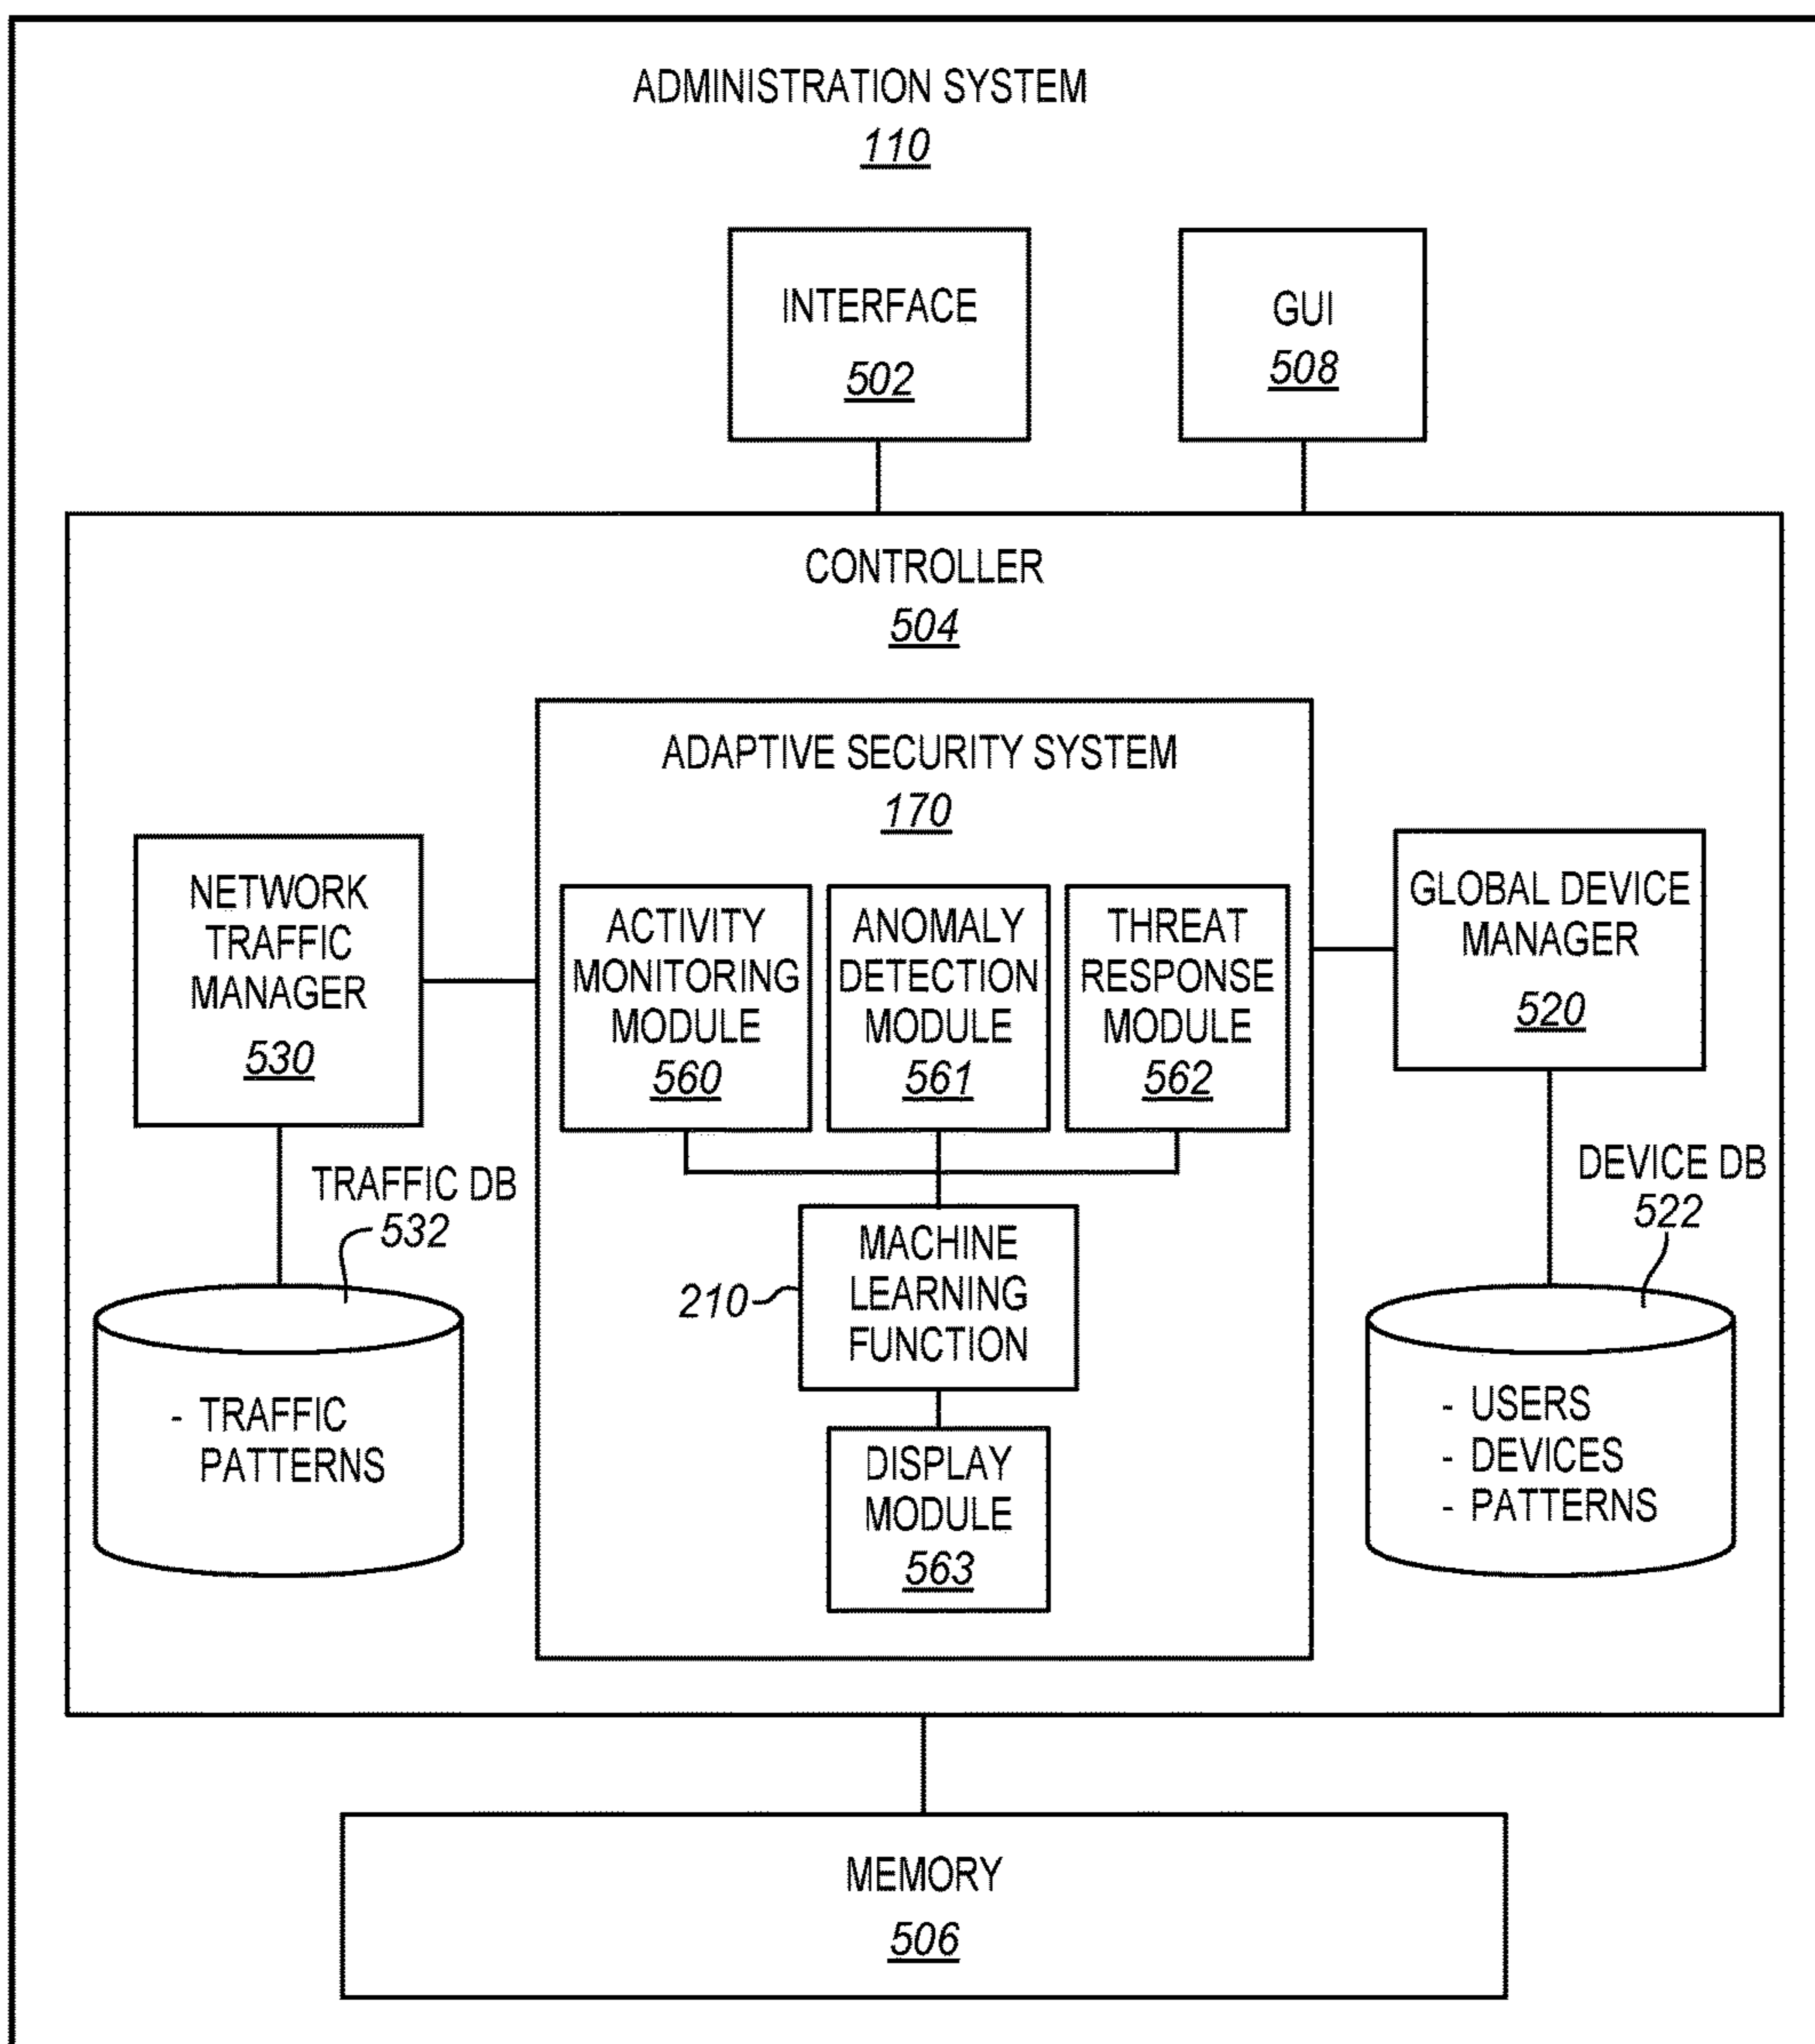 ADMINISTRATION SYSTEM
110
INTERFACE
502
GUI
508
CONTROLLER
504
ADAPTIVE SECURITY SYSTEM
170
NETWORK
TRAFFIC
MANAGER
530
ACTIVITY
MONITORING
MODULE
560
ANOMALY
DETECTION
MODULE
561
THREAT
RESPONSE
MODULE
562
GLOBAL DEVICE
MANAGER
520
TRAFFIC DB
532
DEVICE DB
522
210
MACHINE
LEARNING
FUNCTION
- TRAFFIC
PATTERNS
- USERS
- DEVICES
- PATTERNS
DISPLAY
MODULE
563
MEMORY
506